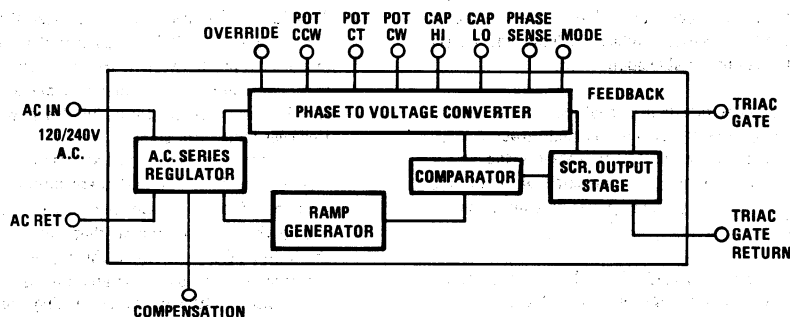 OVERRIDE
POT
CCW
POT
CT
POT
CW
CAP
HI
CAP
LO
PHASE
SENSE
MODE
AC IN
120/240V
A.C.
PHASE TO VOLTAGE CONVERTER
FEEDBACK
TRIAC
GATE
A.C. SERIES
REGULATOR
COMPARATOR
SCR. OUTPUT
STAGE
RAMP
GENERATOR
AC RET
TRIAC
GATE
RETURN
COMPENSATION